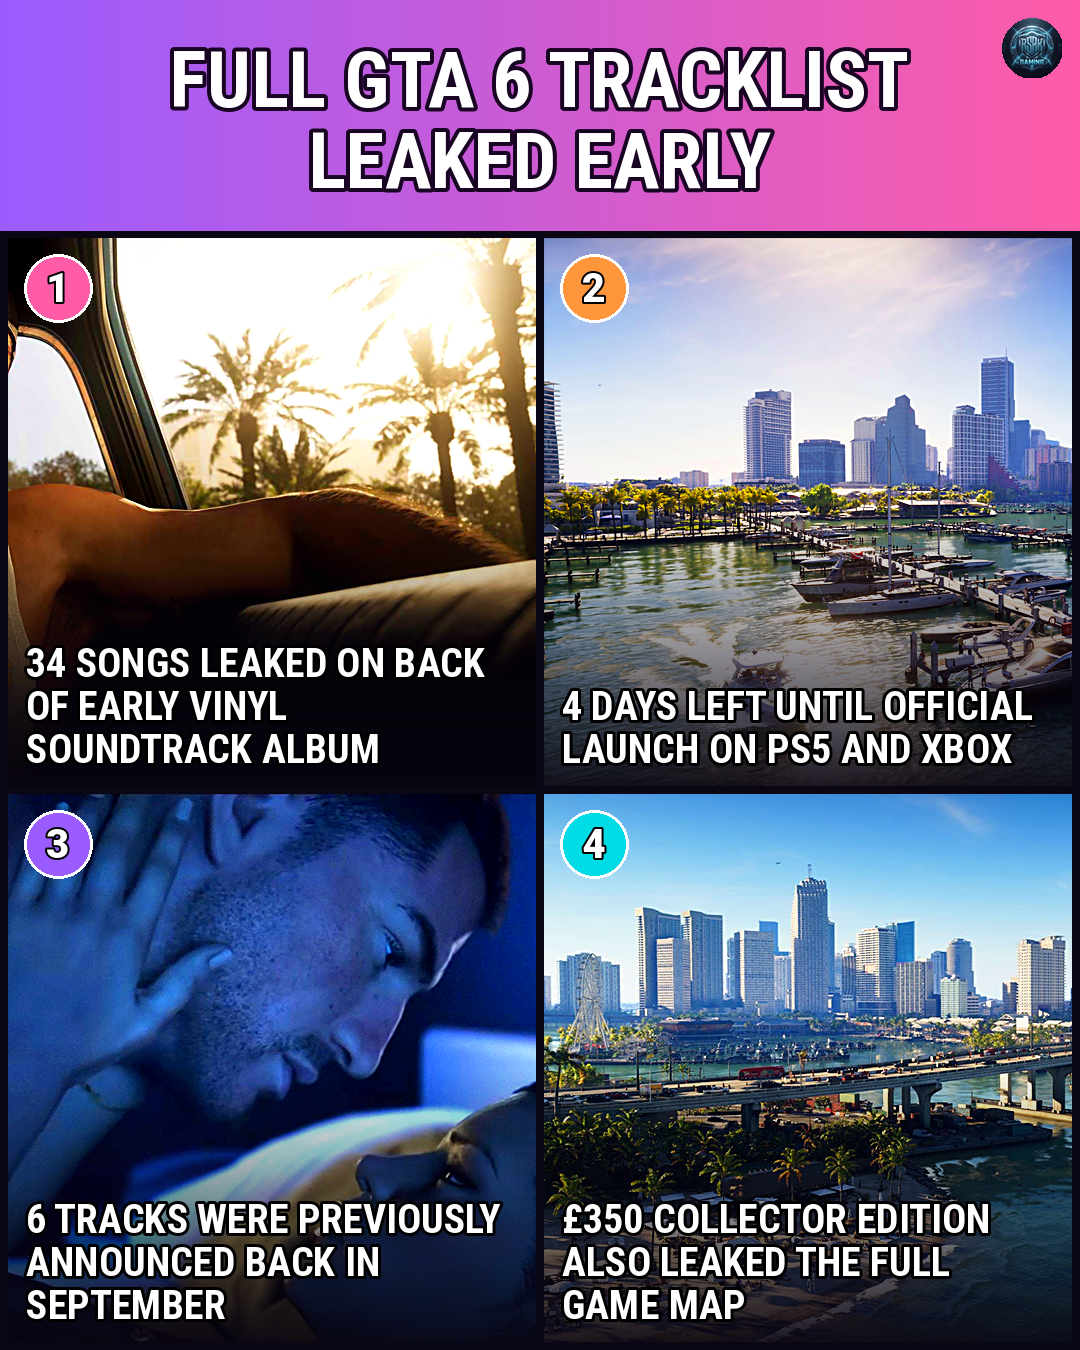 FULL GTA 6 TRACKLIST
LEAKED EARLY
GAMING
1
34 SONGS LEAKED ON BACK
OF EARLY VINYL
SOUNDTRACK ALBUM
2
4 DAYS LEFT UNTIL OFFICIAL
LAUNCH ON PS5 AND XBOX
3
6 TRACKS WERE PREVIOUSLY
ANNOUNCED BACK IN
SEPTEMBER
4
£350 COLLECTOR EDITION
ALSO LEAKED THE FULL
GAME MAP